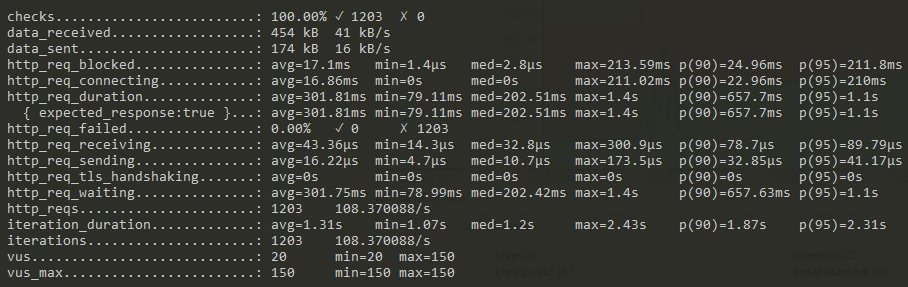 checks.........................: 100.00% ✓ 1203  ✗ 0
data_received..................: 454 kB  41 kB/s
data_sent......................: 174 kB  16 kB/s
http_req_blocked...............: avg=17.1ms   min=1.4µs   med=2.8µs    max=213.59ms p(90)=24.96ms  p(95)=211.8ms
http_req_connecting............: avg=16.86ms  min=0s      med=0s       max=211.02ms p(90)=22.96ms  p(95)=210ms
http_req_duration..............: avg=301.81ms min=79.11ms med=202.51ms max=1.4s     p(90)=657.7ms  p(95)=1.1s
  { expected_response:true }...: avg=301.81ms min=79.11ms med=202.51ms max=1.4s     p(90)=657.7ms  p(95)=1.1s
http_req_failed................: 0.00%   ✓ 0     ✗ 1203
http_req_receiving.............: avg=43.36µs  min=14.3µs  med=32.8µs   max=300.9µs  p(90)=78.7µs   p(95)=89.79µs
http_req_sending...............: avg=16.22µs  min=4.7µs   med=10.7µs   max=173.5µs  p(90)=32.85µs  p(95)=41.17µs
http_req_tls_handshaking.......: avg=0s       min=0s      med=0s       max=0s       p(90)=0s       p(95)=0s
http_req_waiting...............: avg=301.75ms min=78.99ms med=202.42ms max=1.4s     p(90)=657.63ms p(95)=1.1s
http_reqs......................: 1203    108.370088/s
iteration_duration.............: avg=1.31s    min=1.07s   med=1.2s     max=2.43s    p(90)=1.87s    p(95)=2.31s
iterations.....................: 1203    108.370088/s
vus............................: 20      min=20  max=150
vus_max........................: 150     min=150 max=150